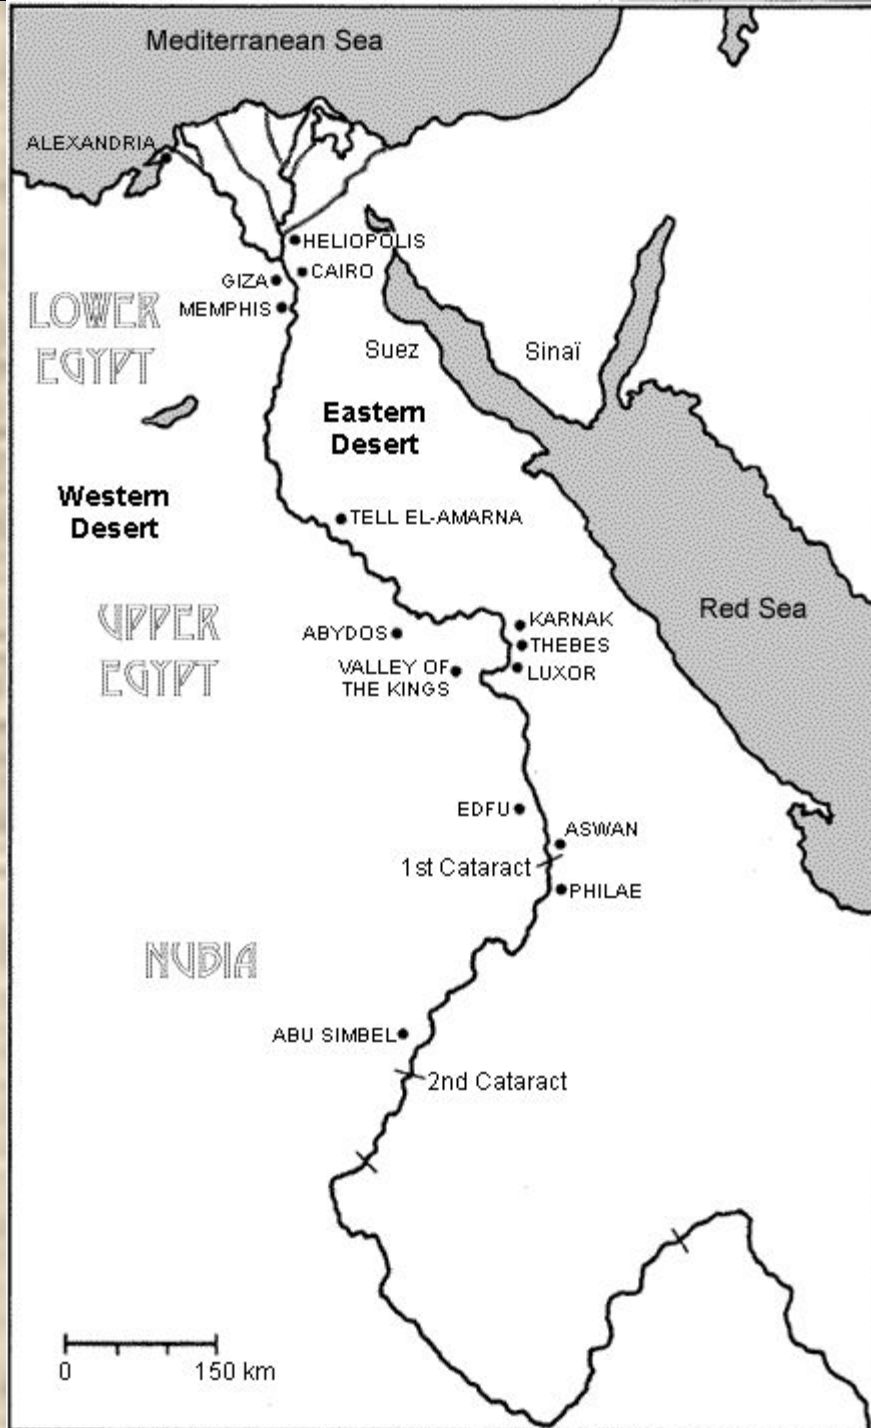 Mediterranean Sea
ALEXANDRIA
HELIOPOLIS
CAIRO
GIZA
MEMPHIS
LOWER
EGYPT
Suez
Sinaï
Eastern
Desert
Western
Desert
TELL EL-AMARNA
UPPER
EGYPT
ABYDOS
KARNAK
THEBES
LUXOR
VALLEY OF
THE KINGS
Red Sea
EDFU
ASWAN
1st Cataract
PHILAE
NUBIA
ABU SIMBEL
2nd Cataract
0 150 km